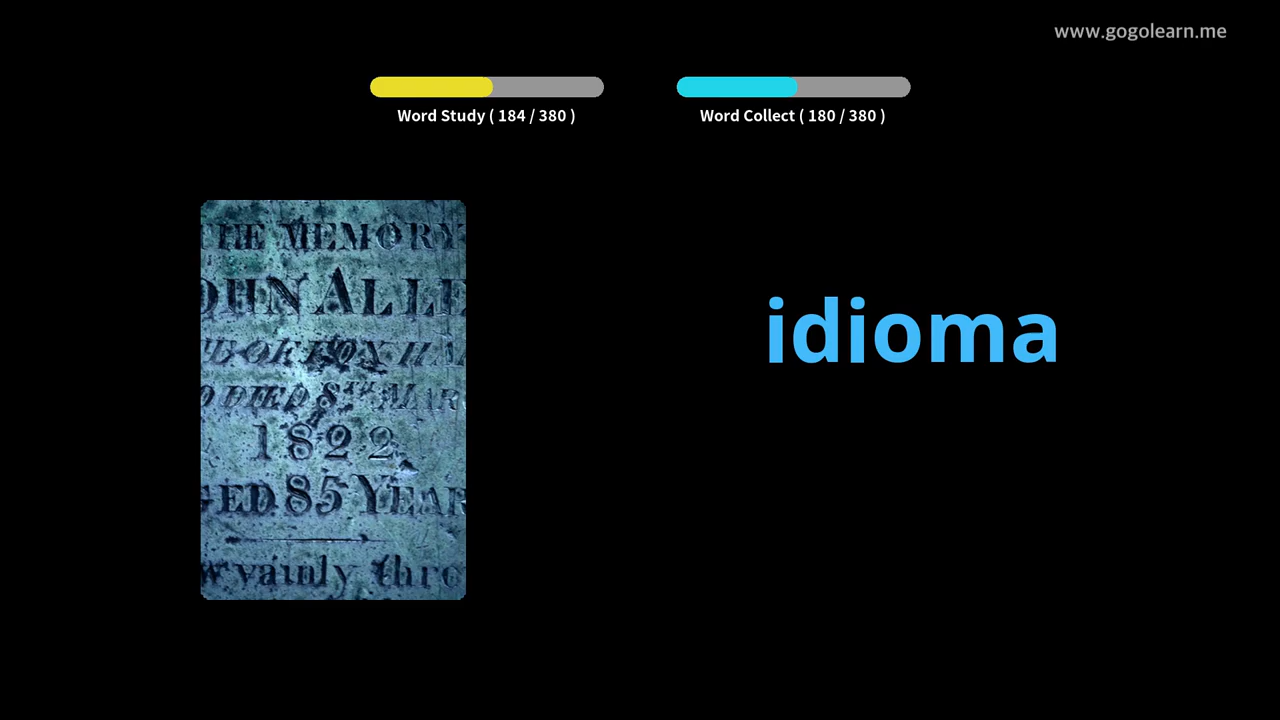 www.gogolearn.me
Word Study ( 184 / 380 )
Word Collect ( 180 / 380 )
THE MEMORY
OHN ALLE
DIED 8TH MAR
1822
GED 85 YEAR
w vainly thro
idioma